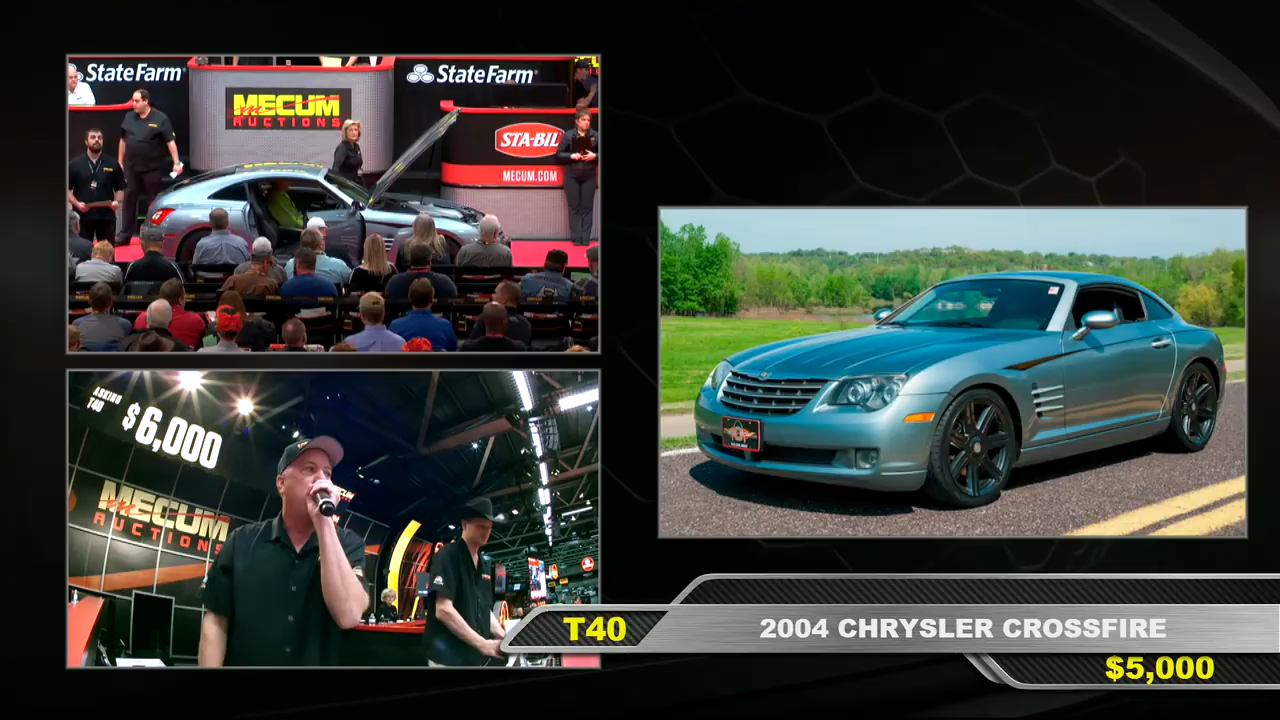 StateFarm
StateFarm
MECUM
AUCTIONS
STA-BIL
MECUM.COM
ASKING
T40
$6,000
MECUM
AUCTIONS
T40
2004 CHRYSLER CROSSFIRE
$5,000